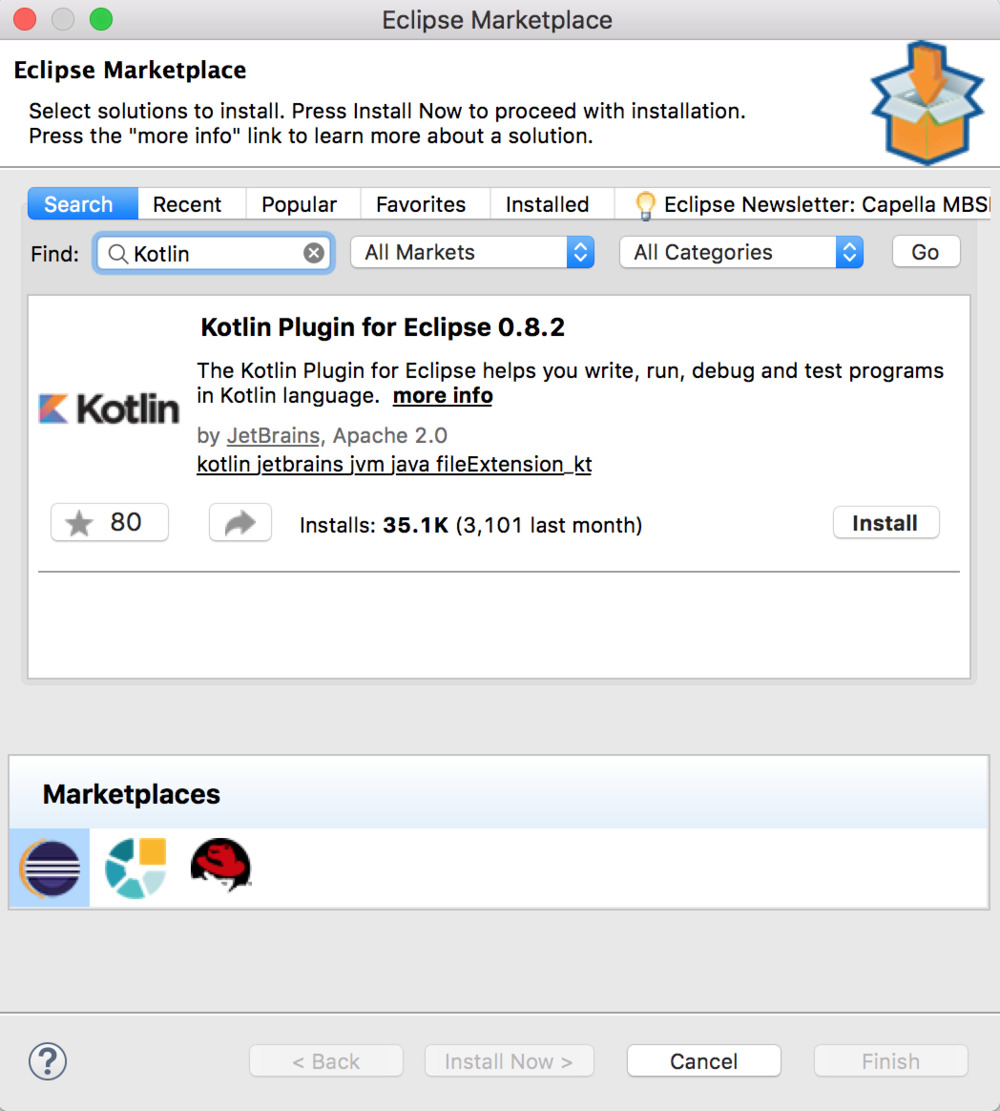 Eclipse Marketplace
Eclipse Marketplace
Select solutions to install. Press Install Now to proceed with installation.
Press the "more info" link to learn more about a solution.
Search Recent Popular Favorites Installed Eclipse Newsletter: Capella MBS
Find: Kotlin All Markets All Categories Go
Kotlin Plugin for Eclipse 0.8.2
The Kotlin Plugin for Eclipse helps you write, run, debug and test programs
in Kotlin language. more info
Kotlin
by JetBrains, Apache 2.0
kotlin jetbrains jvm java fileExtension_kt
80 Installs: 35.1K (3,101 last month) Install
Marketplaces
? < Back Install Now > Cancel Finish